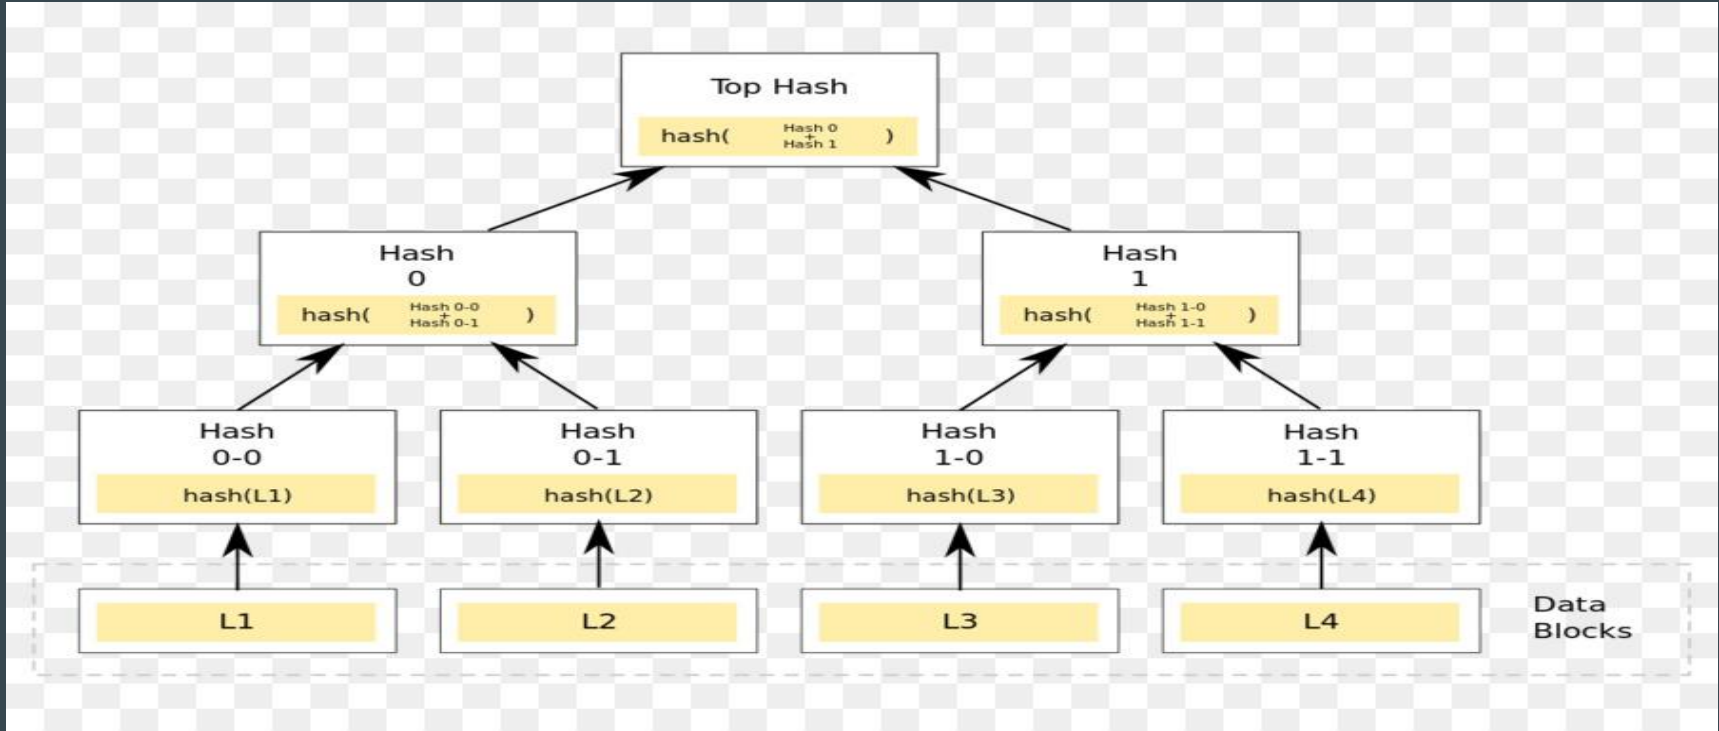 Top Hash
hash( Hash 0 + Hash 1 )
Hash
0
hash( Hash 0-0 + Hash 0-1 )
Hash
1
hash( Hash 1-0 + Hash 1-1 )
Hash
0-0
hash(L1)
Hash
0-1
hash(L2)
Hash
1-0
hash(L3)
Hash
1-1
hash(L4)
L1
L2
L3
L4
Data
Blocks